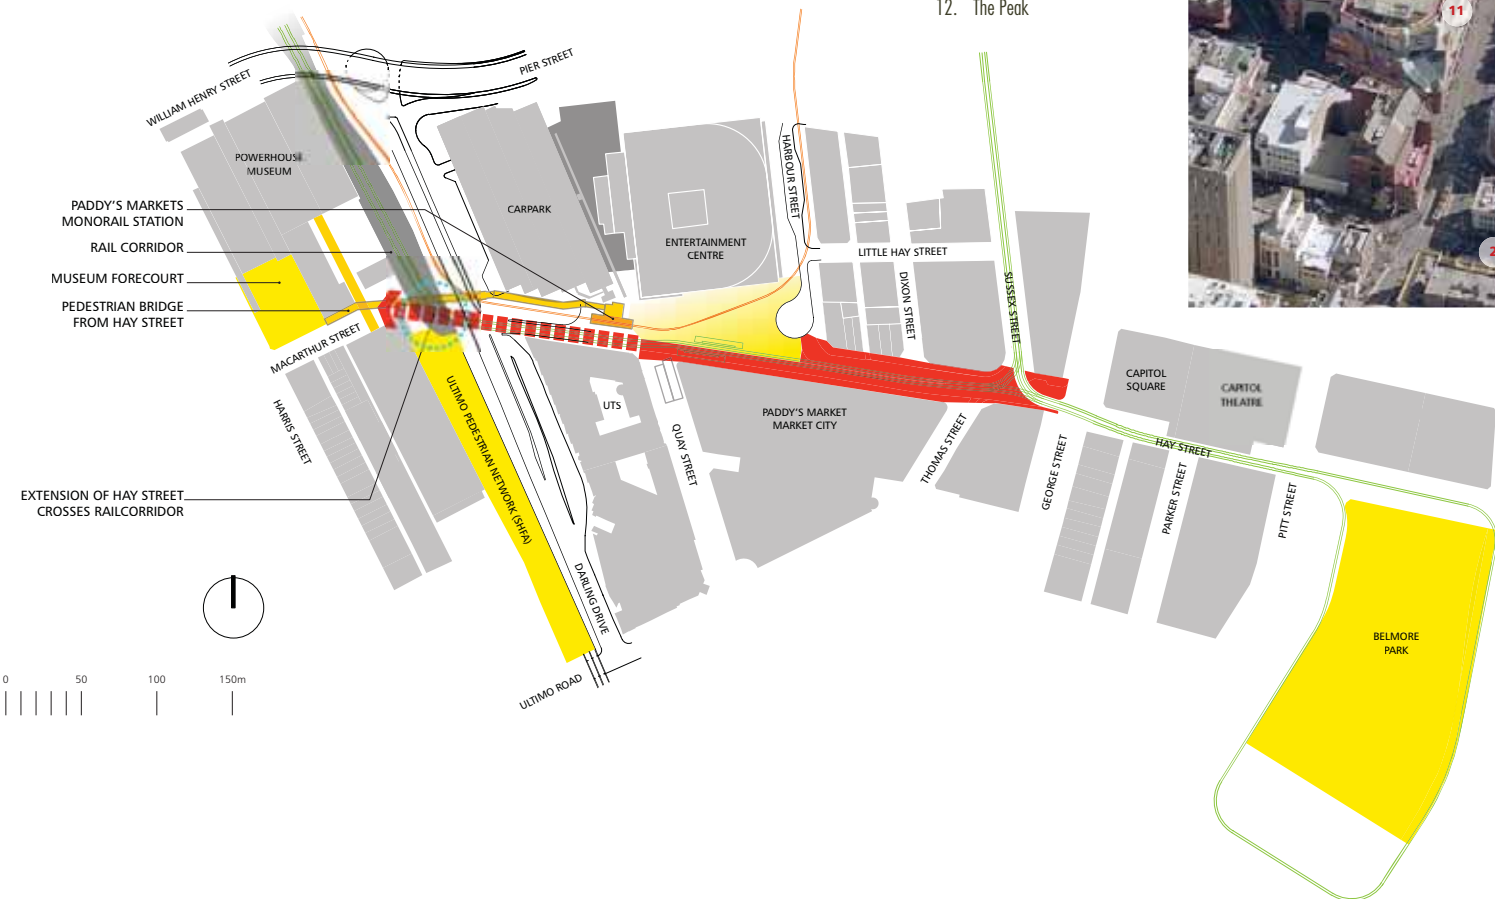 12. The Peak
11
2
PIER STREET
WILLIAM HENRY STREET
POWERHOUSE
MUSEUM
PADDY'S MARKETS
MONORAIL STATION
RAIL CORRIDOR
MUSEUM FORECOURT
PEDESTRIAN BRIDGE
FROM HAY STREET
MACARTHUR STREET
HARRIS STREET
EXTENSION OF HAY STREET
CROSSES RAILCORRIDOR
CARPARK
ENTERTAINMENT
CENTRE
HARBOUR STREET
LITTLE HAY STREET
DIXON STREET
SUSSEX STREET
CAPITOL
SQUARE
CAPITOL
THEATRE
HAY STREET
UTS
PADDY'S MARKET
MARKET CITY
QUAY STREET
THOMAS STREET
GEORGE STREET
PARKER STREET
PITT STREET
ULTIMO PEDESTRIAN NETWORK (SHFA)
DARLING DRIVE
ULTIMO ROAD
BELMORE
PARK
0 50 100 150m